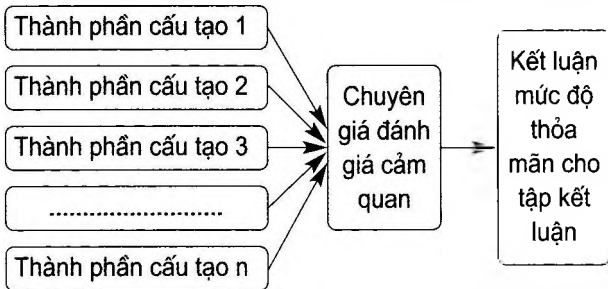 Thành phần cấu tạo 1
Thành phần cấu tạo 2
Thành phần cấu tạo 3
...........................
Thành phần cấu tạo n
Chuyên
giá đánh
giá cảm
quan
Kết luận
mức độ
thỏa
mãn cho
tập kết
luận